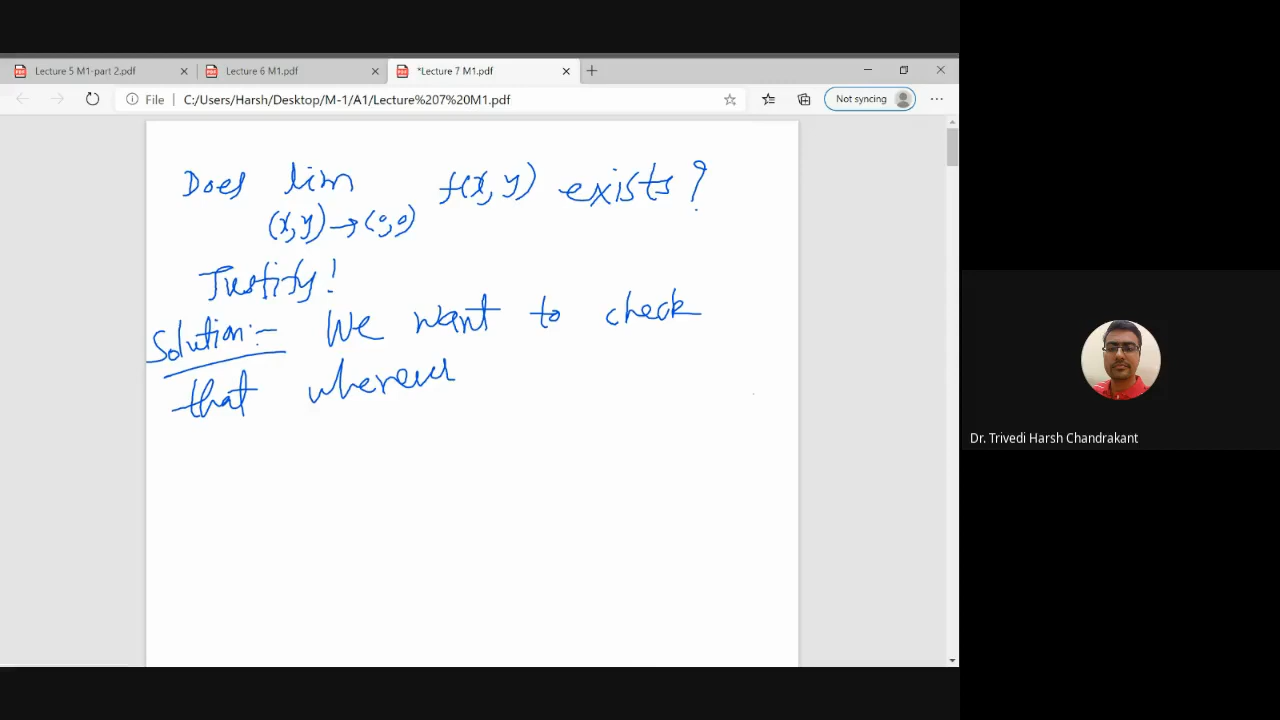 Lecture 5 M1-part 2.pdf
Lecture 6 M1.pdf
*Lecture 7 M1.pdf
File
C:/Users/Harsh/Desktop/M-1/A1/Lecture%207%20M1.pdf
Not syncing
Does lim f(x, y) exists?
(x,y)→(0,0)
Justify!
Solution:- We want to check
that whenever
Dr. Trivedi Harsh Chandrakant